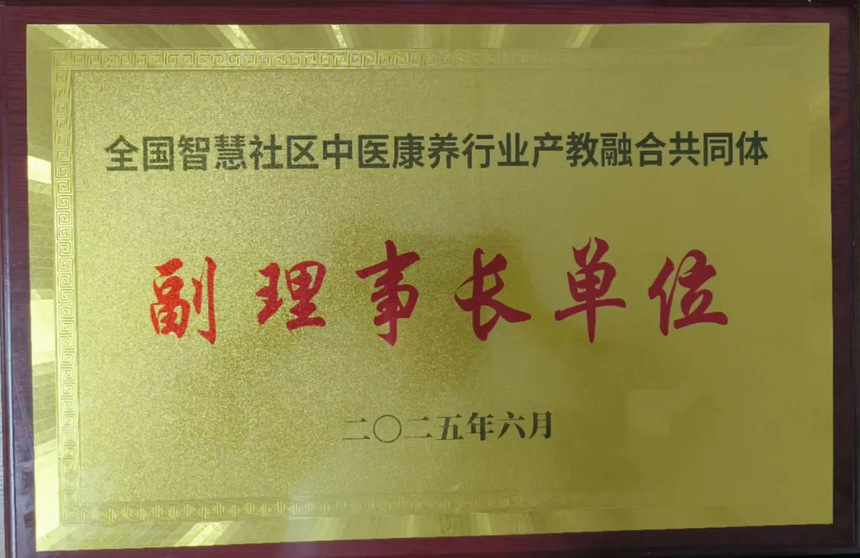 全国智慧社区中医康养行业产教融合共同体
副理事长单位
二〇二五年六月